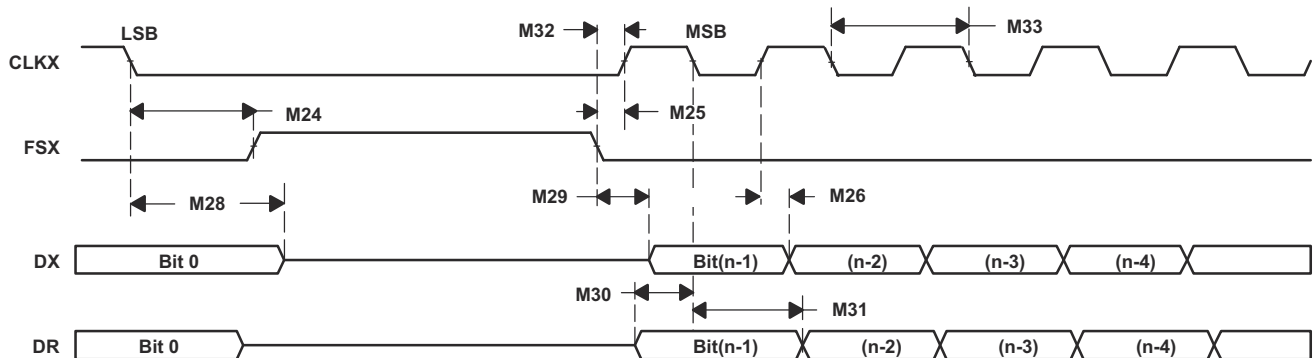 LSB
M32
MSB
M33
CLKX
M24
M25
FSX
M28
M29
M26
DX
Bit 0
Bit(n-1)
(n-2)
(n-3)
(n-4)
M30
M31
DR
Bit 0
Bit(n-1)
(n-2)
(n-3)
(n-4)